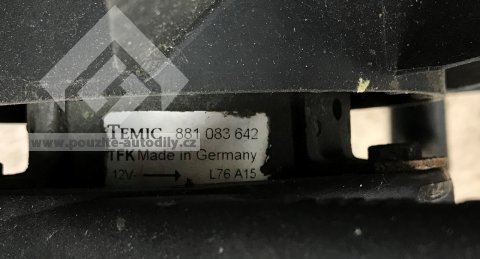 TEMIC 881 083 642
www.pouzite-autodily.cz
TFK Made in Germany
12V- L76 A15